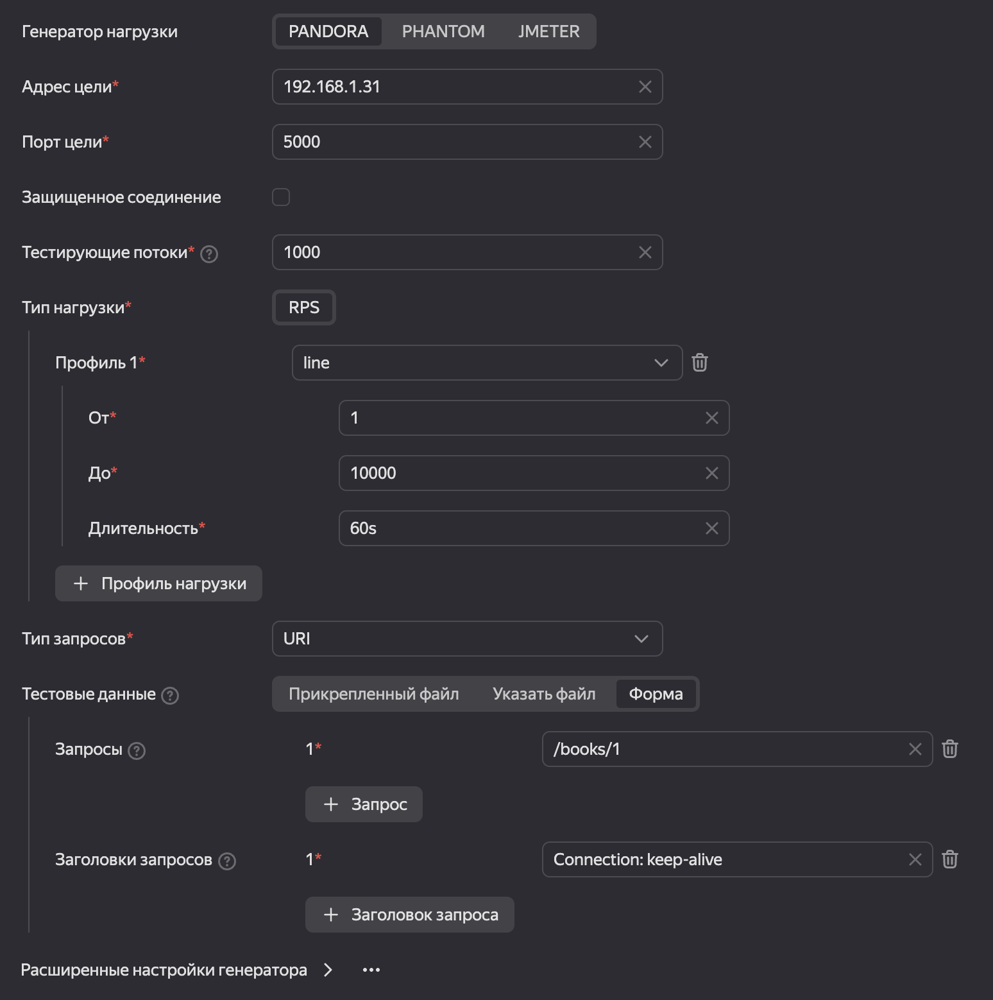 Генератор нагрузки PANDORA PHANTOM JMETER
Адрес цели* 192.168.1.31
Порт цели* 5000
Защищенное соединение
Тестирующие потоки* ? 1000
Тип нагрузки* RPS
Профиль 1* line
От* 1
До* 10000
Длительность* 60s
+ Профиль нагрузки
Тип запросов* URI
Тестовые данные ? Прикрепленный файл Указать файл Форма
Запросы ? 1* /books/1
+ Запрос
Заголовки запросов ? 1* Connection: keep-alive
+ Заголовок запроса
Расширенные настройки генератора > ...